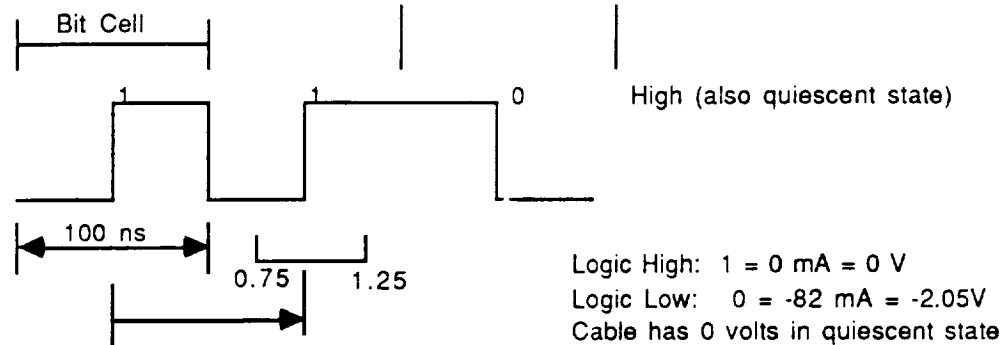 Bit Cell
1 1 0 High (also quiescent state)
100 ns
0.75 1.25
Logic High: 1 = 0 mA = 0 V
Logic Low: 0 = -82 mA = -2.05V
Cable has 0 volts in quiescent state